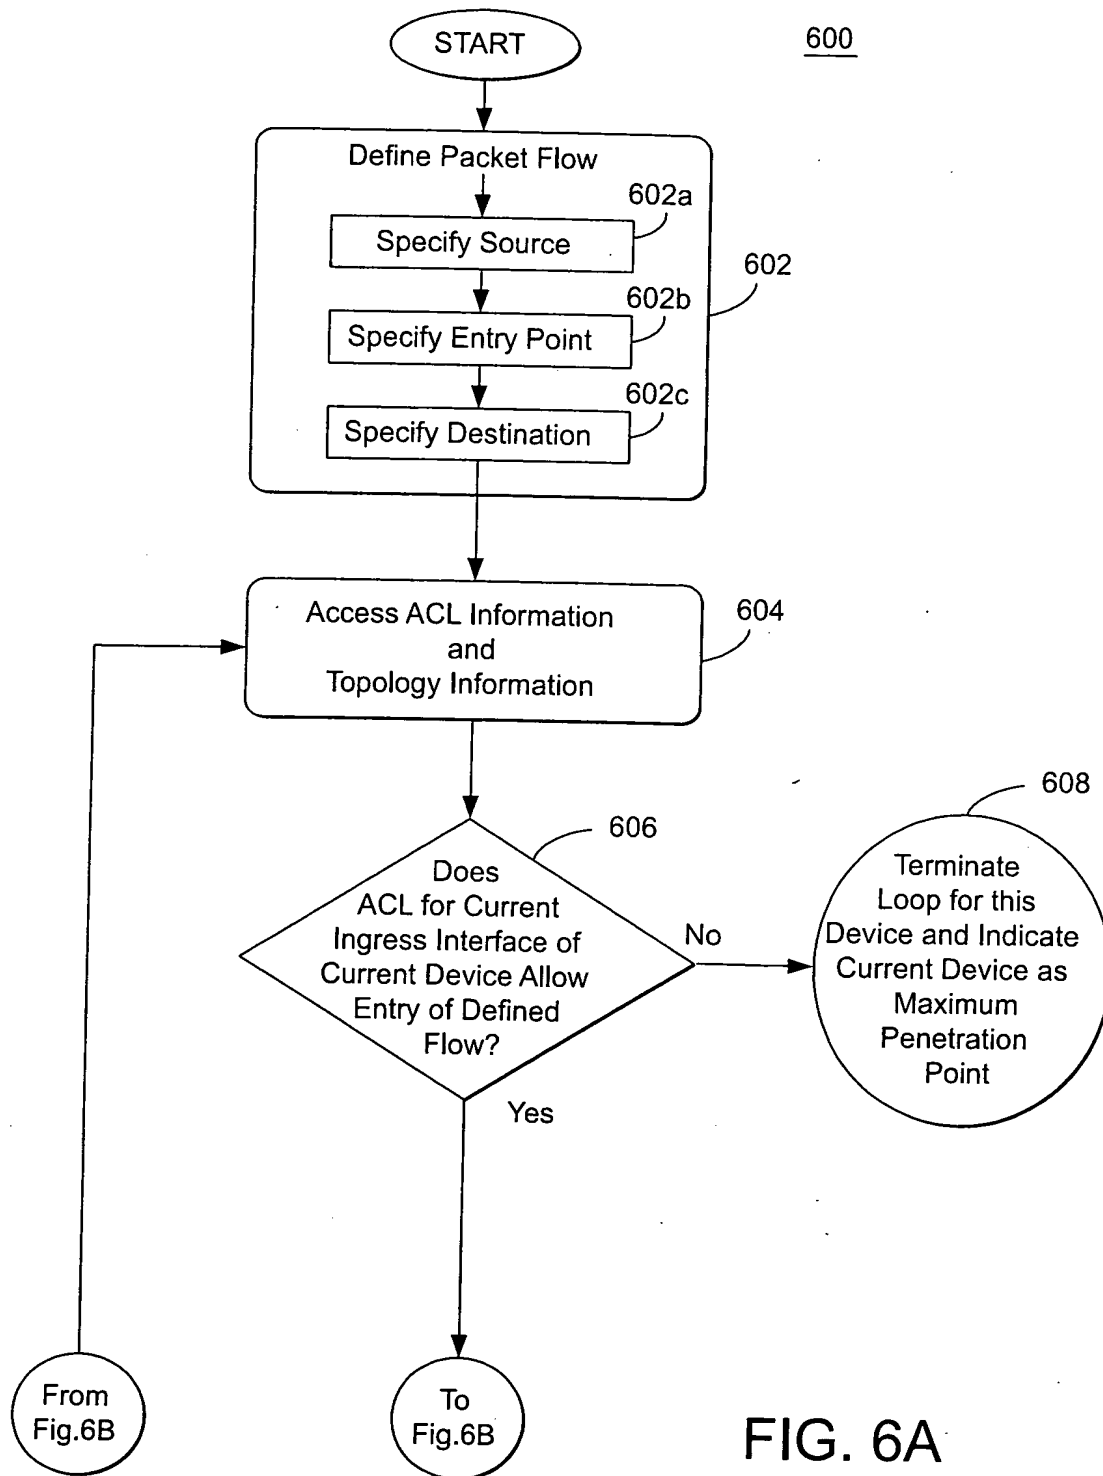 START
600
Define Packet Flow
602a
Specify Source
602
602b
Specify Entry Point
602c
Specify Destination
Access ACL Information
and
Topology Information
604
606
Does
ACL for Current
Ingress Interface of
Current Device Allow
Entry of Defined
Flow?
No
608
Terminate
Loop for this
Device and Indicate
Current Device as
Maximum
Penetration
Point
Yes
From
Fig.6B
To
Fig.6B
FIG. 6A